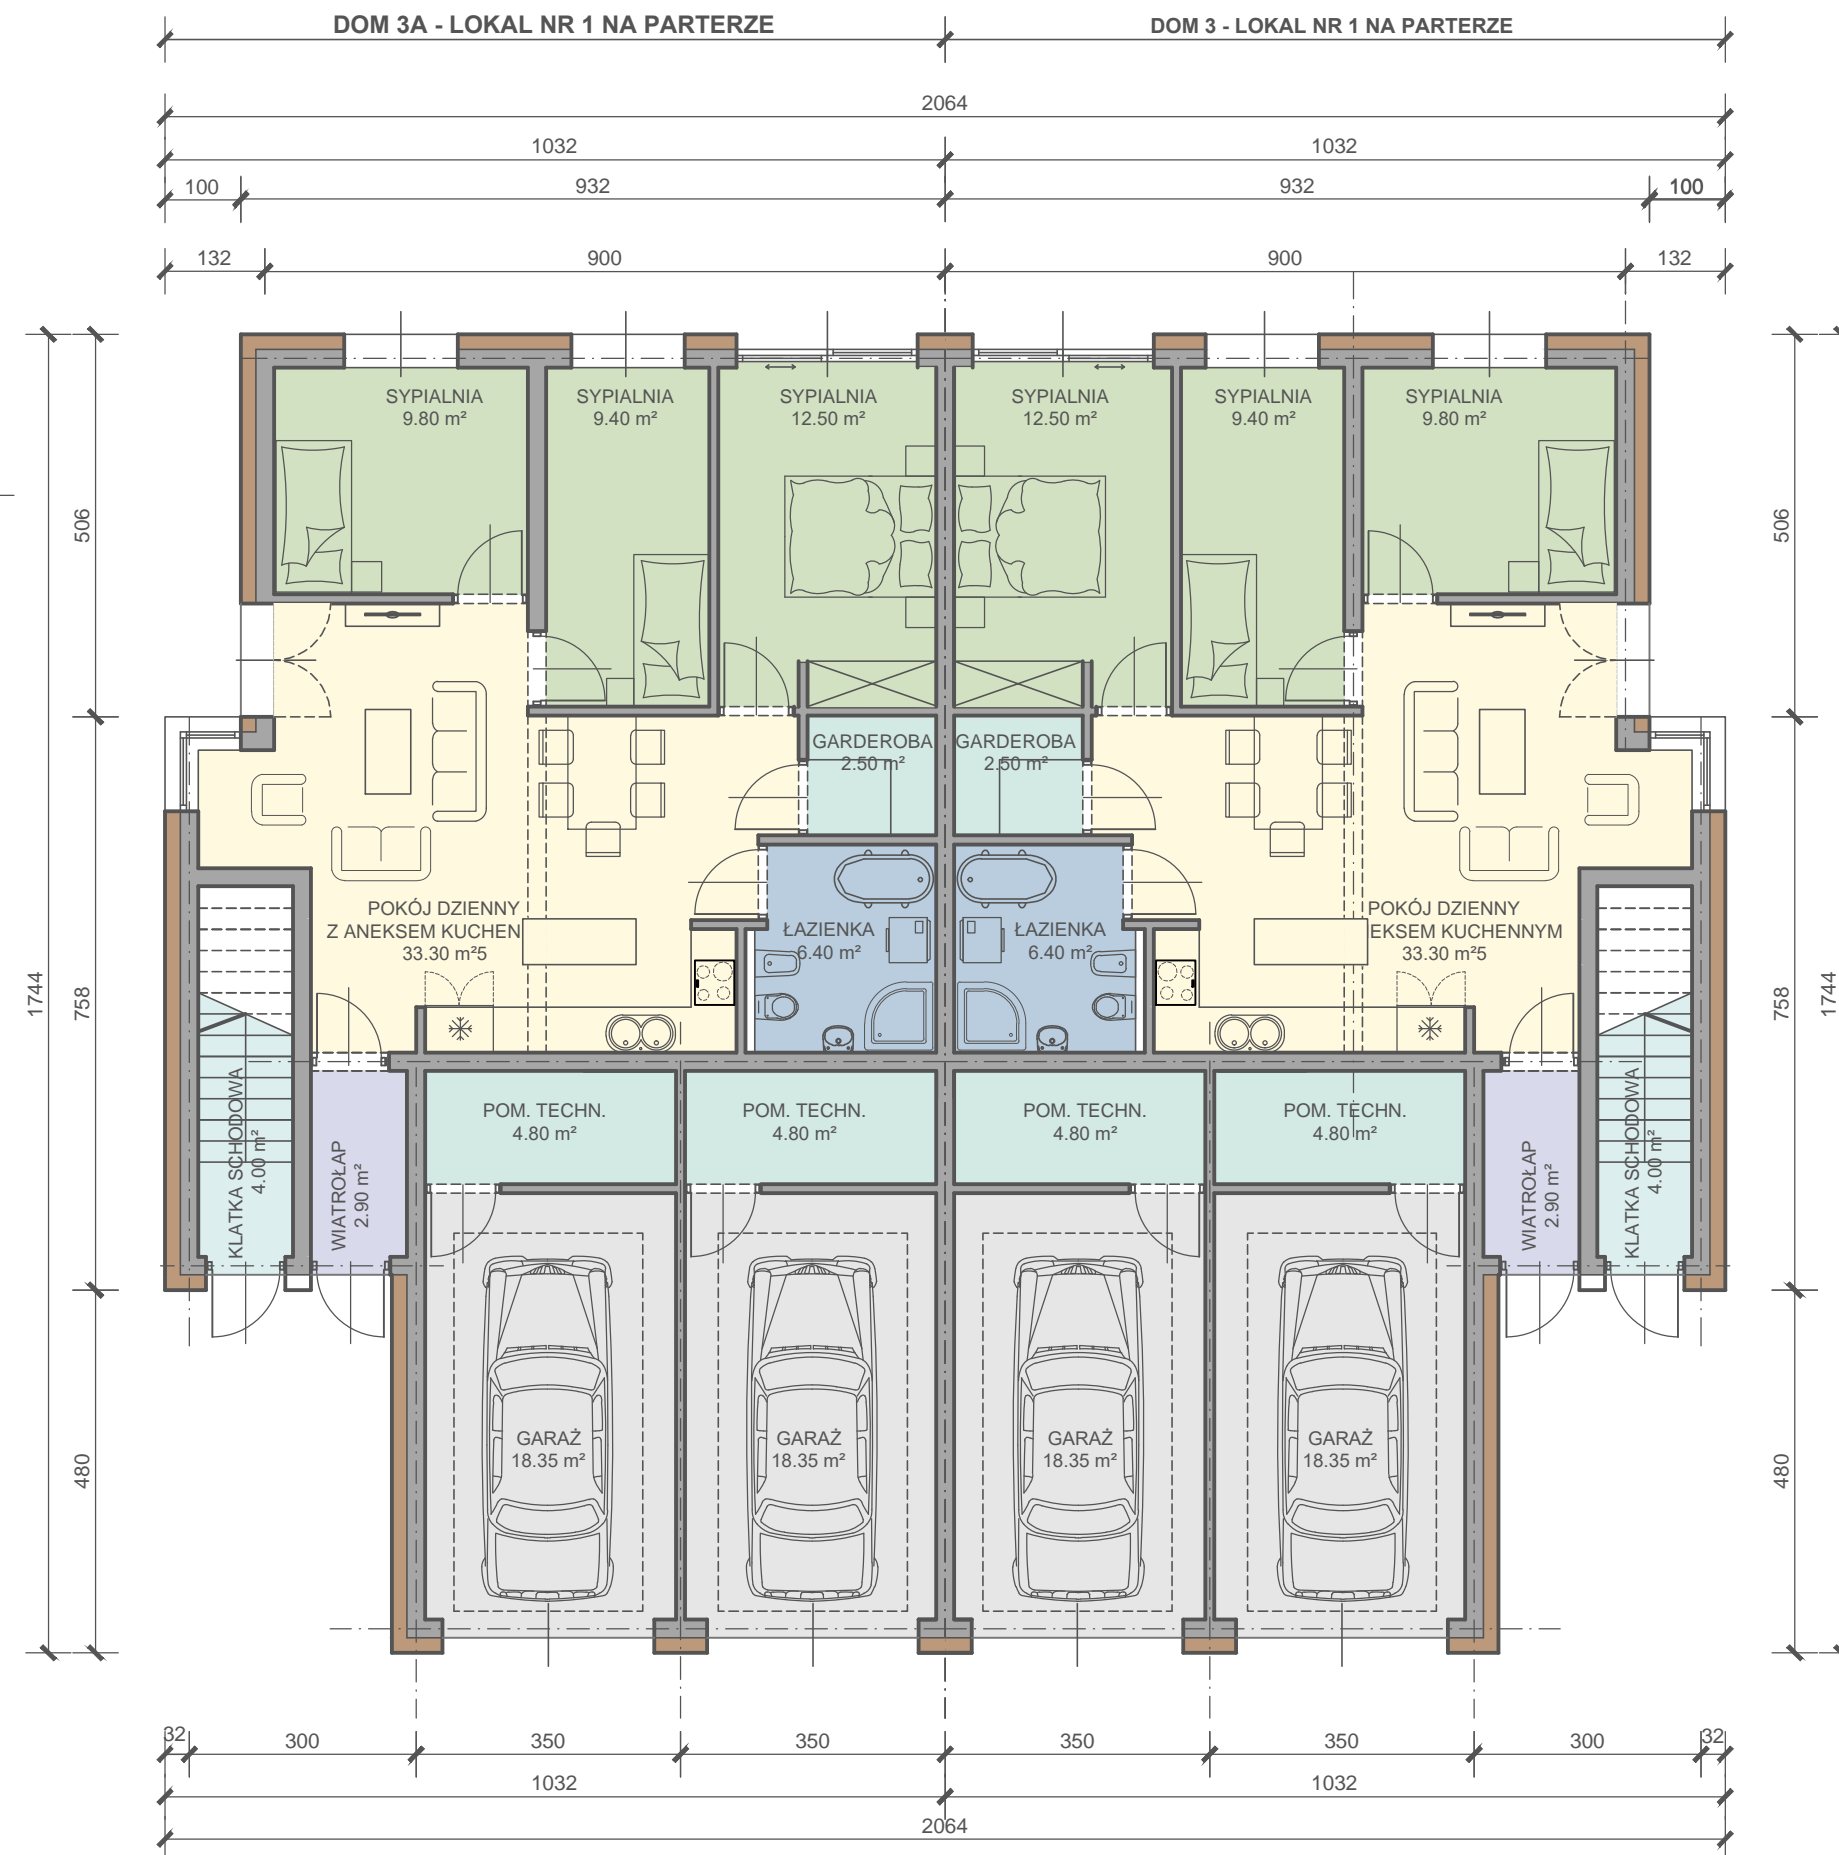 DOM 3A - LOKAL NR 1 NA PARTERZE
DOM 3 - LOKAL NR 1 NA PARTERZE
2064
1032
1032
100
932
932
100
132
900
900
132
SYPIALNIA
9.80 m²
SYPIALNIA
9.40 m²
SYPIALNIA
12.50 m²
SYPIALNIA
12.50 m²
SYPIALNIA
9.40 m²
SYPIALNIA
9.80 m²
506
506
GARDEROBA
2.50 m²
GARDEROBA
2.50 m²
POKÓJ DZIENNY
Z ANEKSEM KUCHEN
33.30 m²5
ŁAZIENKA
6.40 m²
ŁAZIENKA
6.40 m²
POKÓJ DZIENNY
EKSEM KUCHENNYM
33.30 m²5
1744
758
758
1744
KLATKA SCHODOWA
4.00 m²
WIATROŁAP
2.90 m²
POM. TECHN.
4.80 m²
POM. TECHN.
4.80 m²
POM. TECHN.
4.80 m²
POM. TECHN.
4.80 m²
WIATROŁAP
2.90 m²
KLATKA SCHODOWA
4.00 m²
480
GARAŻ
18.35 m²
GARAŻ
18.35 m²
GARAŻ
18.35 m²
GARAŻ
18.35 m²
480
32
300
350
350
350
350
300
32
1032
1032
2064